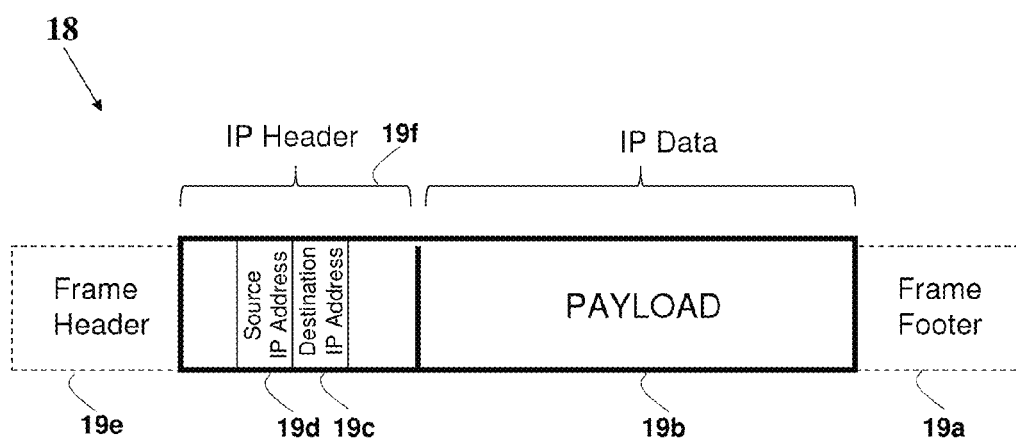 18
IP Header
19f
IP Data
Frame
Header
Source
IP Address
Destination
IP Address
PAYLOAD
Frame
Footer
19e
19d
19c
19b
19a